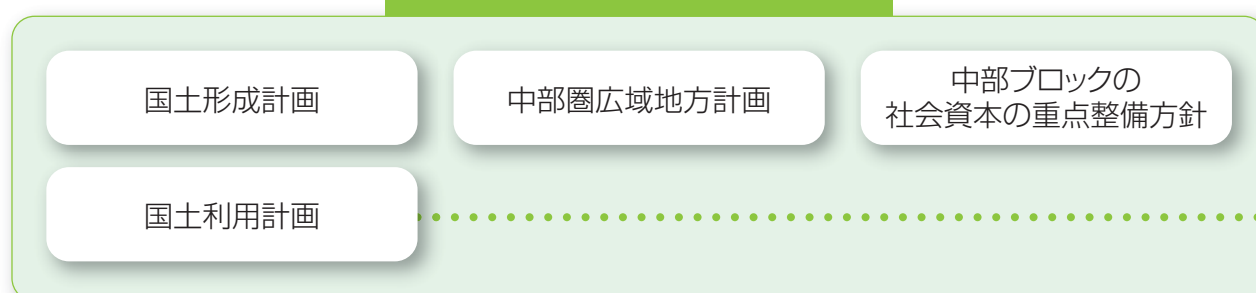 国土形成計画
中部圏広域地方計画
中部ブロックの
社会資本の重点整備方針
国土利用計画